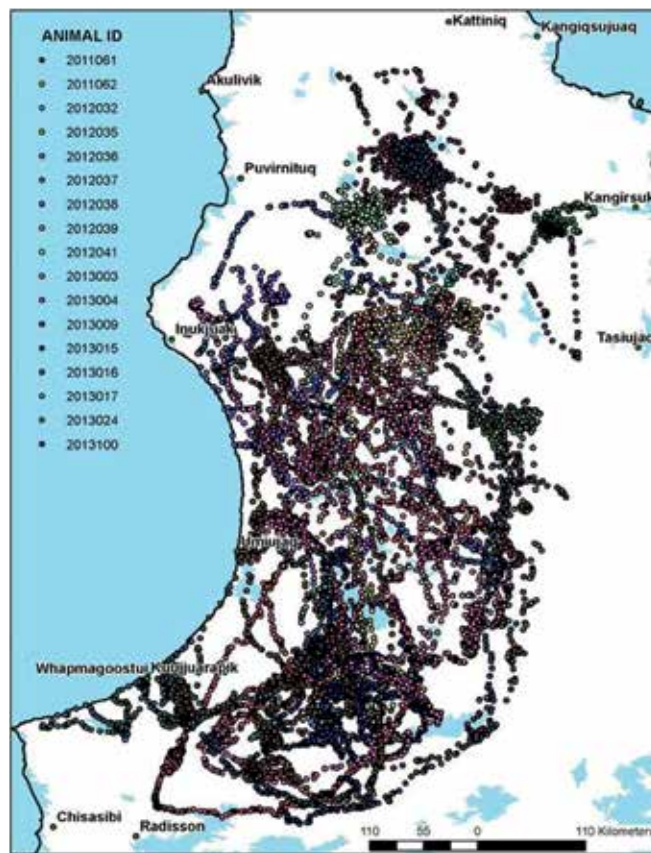 Kattiniq
Kangiqsujuaq
ANIMAL ID
2011061
2011062
2012032
2012035
2012036
2012037
2012038
2012039
2012041
2013003
2013004
2013009
2013015
2013016
2013017
2013024
2013100
Akulivik
Puvirnituq
Kangirsuk
Inukjuak
Tasiujaq
Umiujaq
Whapmagoostui Kuujjuarapik
Chisasibi
Radisson
110 55 0 110 Kilometers